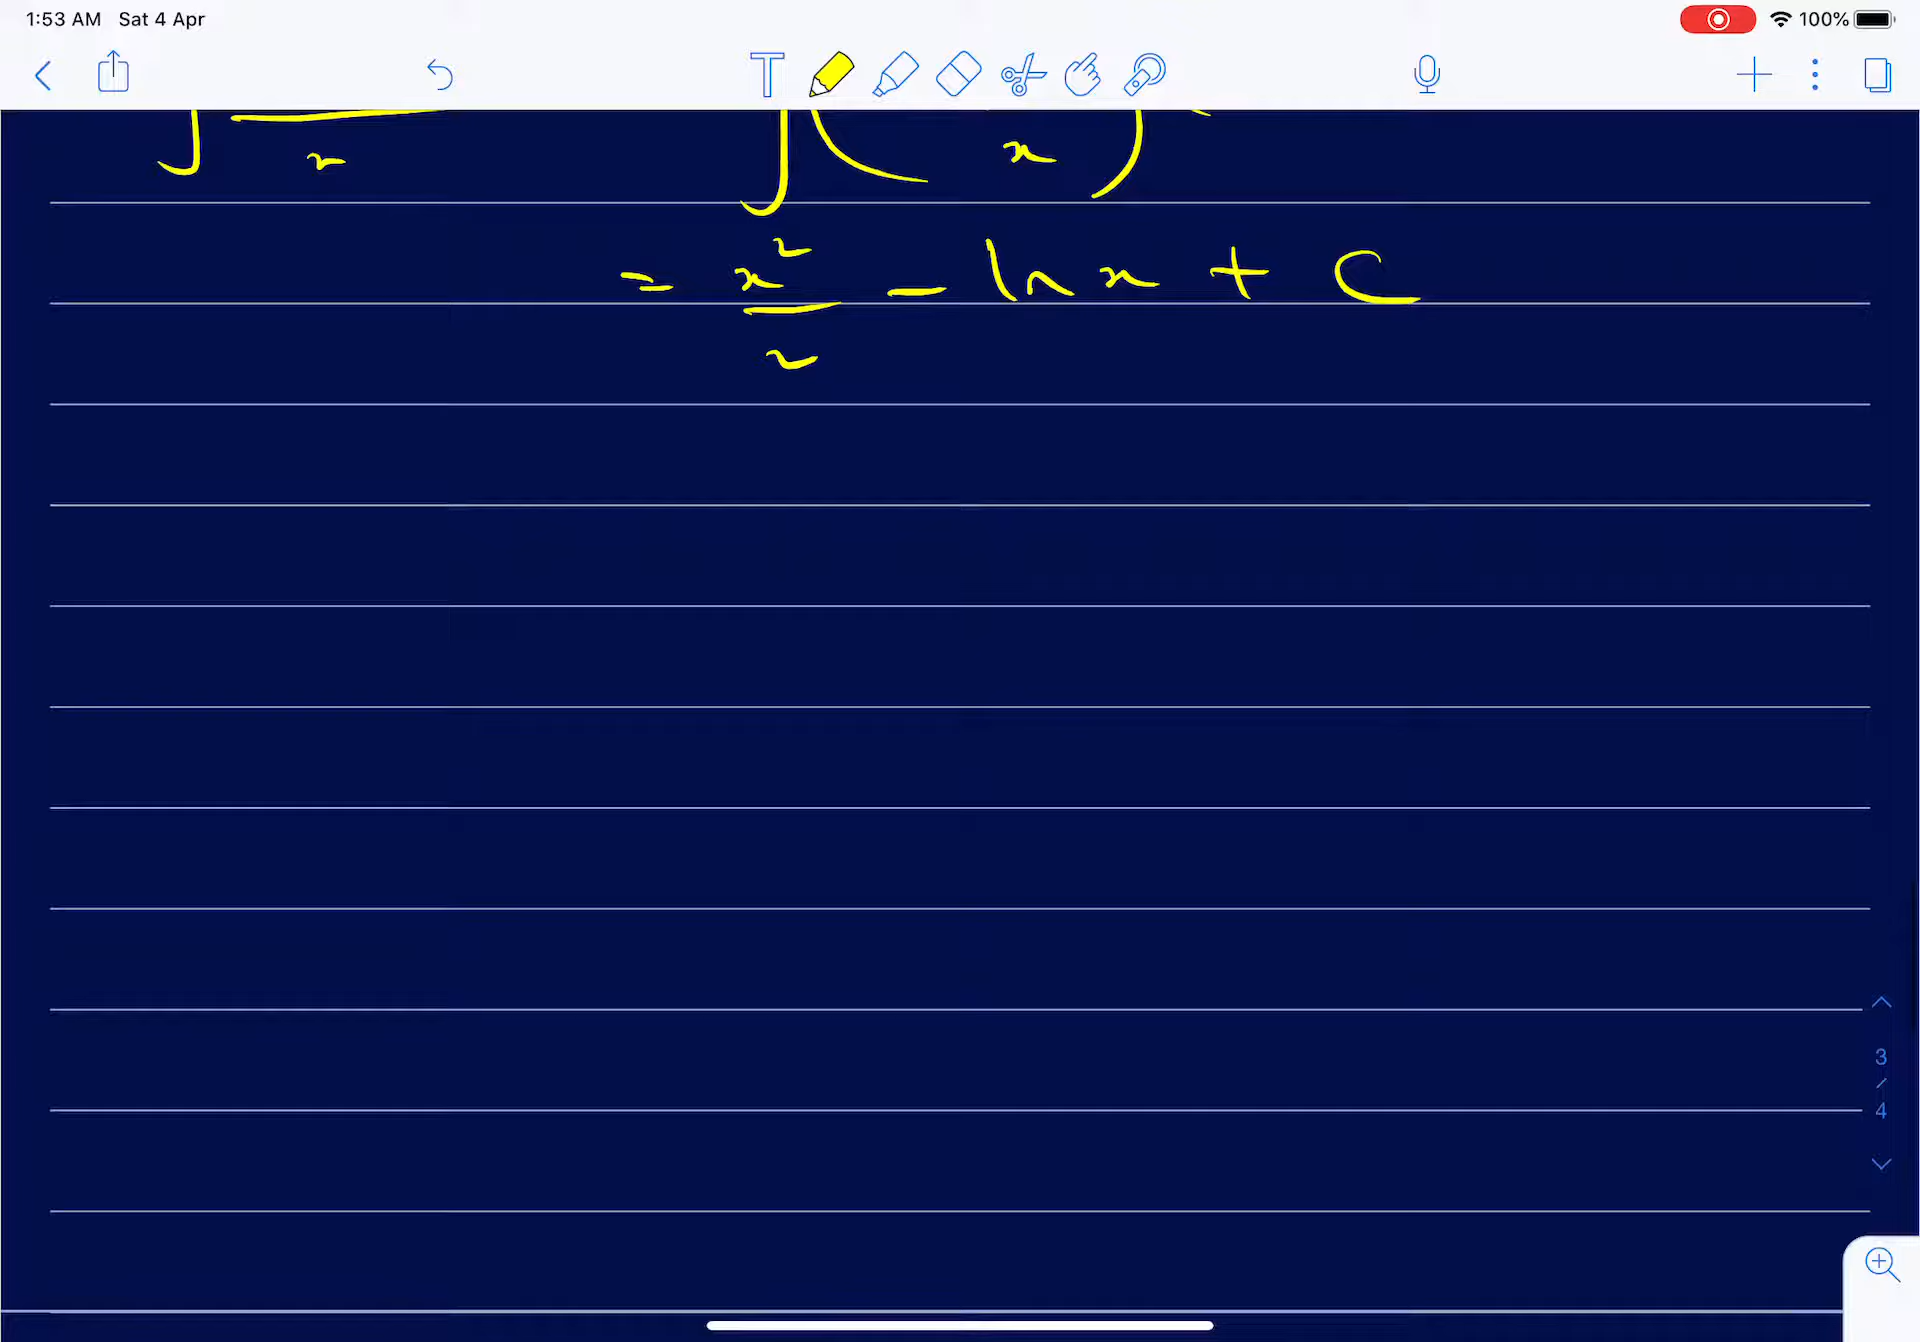 1:53 AM Sat 4 Apr 100%
T
∫ x ∫ ( x )
= x²/2 - ln x + C
3
/
4